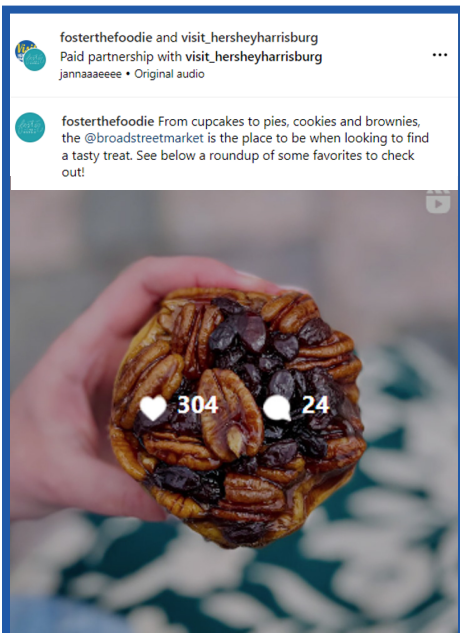 fosterthefoodie and visit_hersheyharrisburg
Paid partnership with visit_hersheyharrisburg
jannaaaeeee • Original audio
fosterthefoodie From cupcakes to pies, cookies and brownies,
the @broadstreetmarket is the place to be when looking to find
a tasty treat. See below a roundup of some favorites to check
out!
304 24